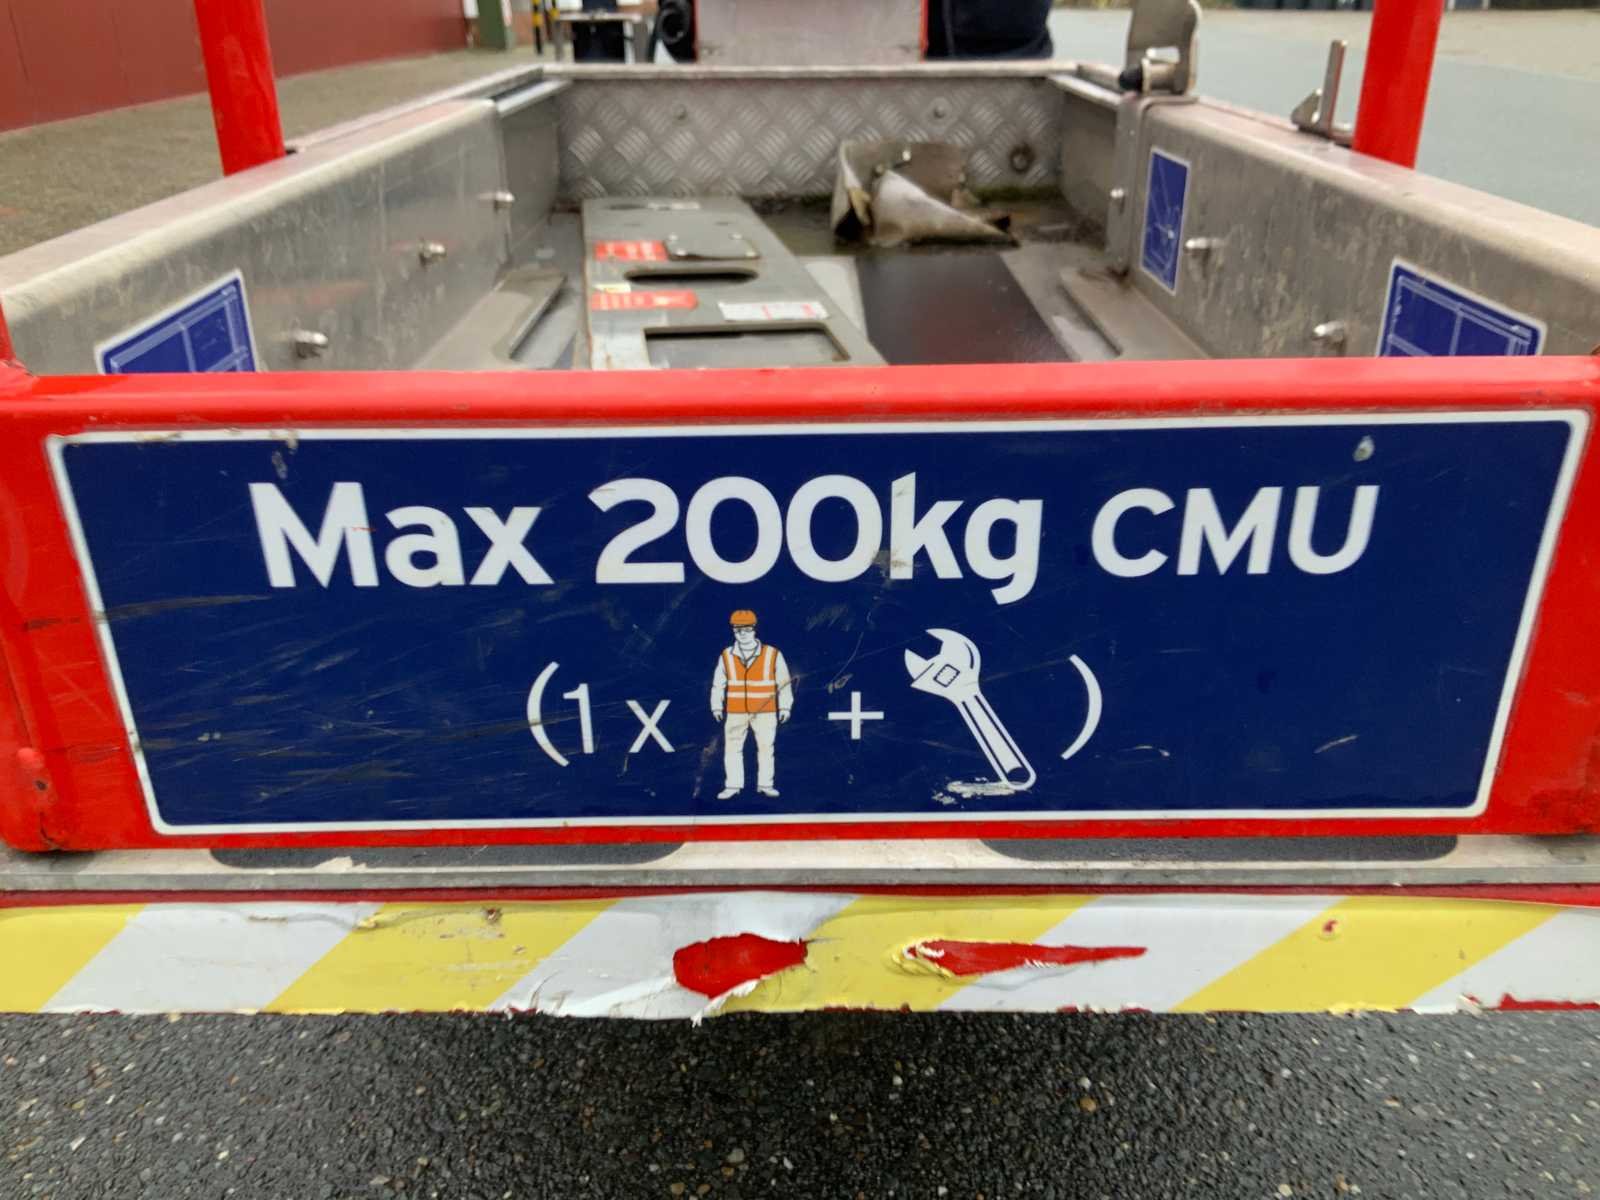 Max 200kg CMU
(1 x + )